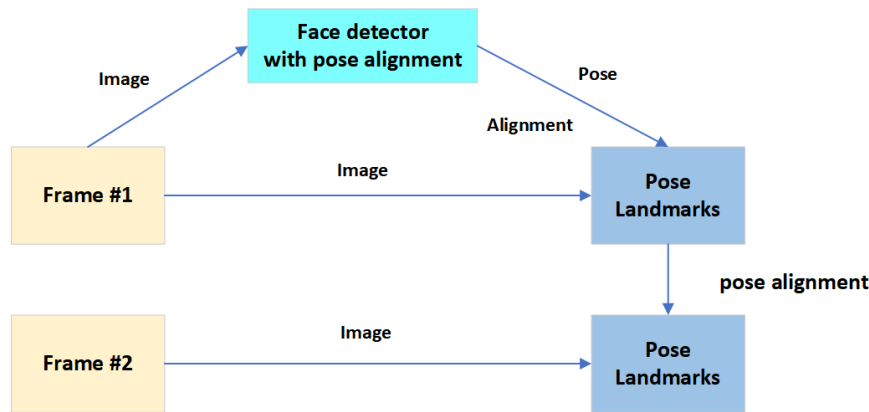 Face detector
with pose alignment
Image
Pose
Alignment
Image
Frame #1
Pose
Landmarks
pose alignment
Image
Frame #2
Pose
Landmarks